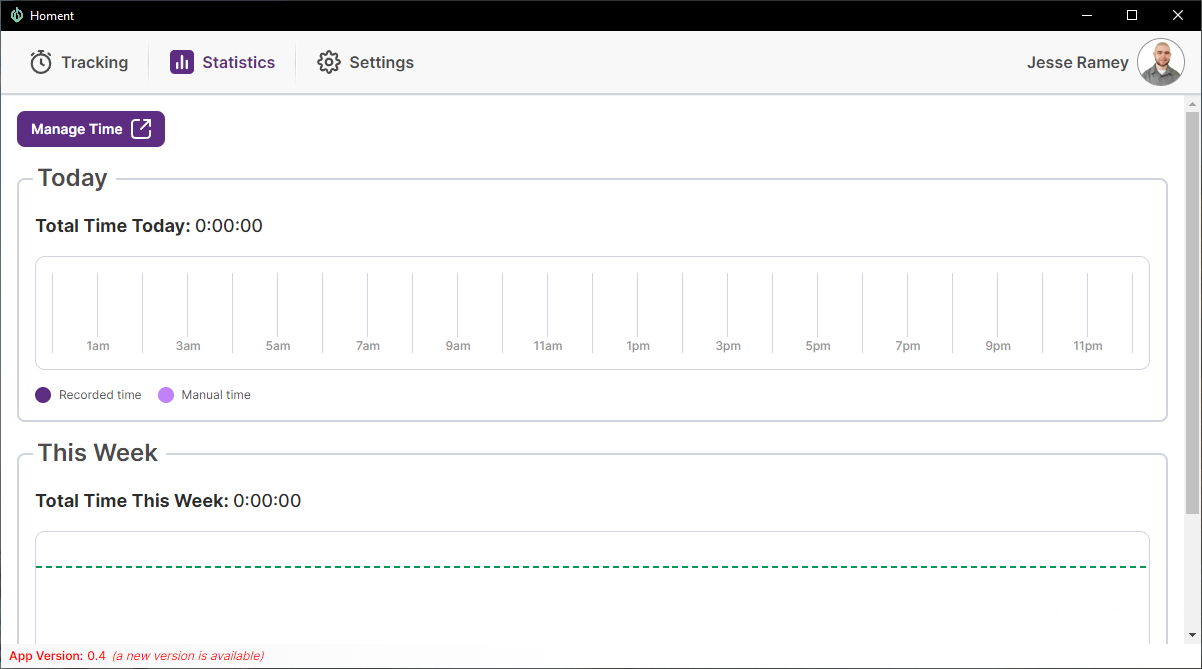 Homent
Tracking Statistics Settings Jesse Ramey
Manage Time
Today
Total Time Today: 0:00:00
1am 3am 5am 7am 9am 11am 1pm 3pm 5pm 7pm 9pm 11pm
Recorded time Manual time
This Week
Total Time This Week: 0:00:00
App Version: 0.4 (a new version is available)